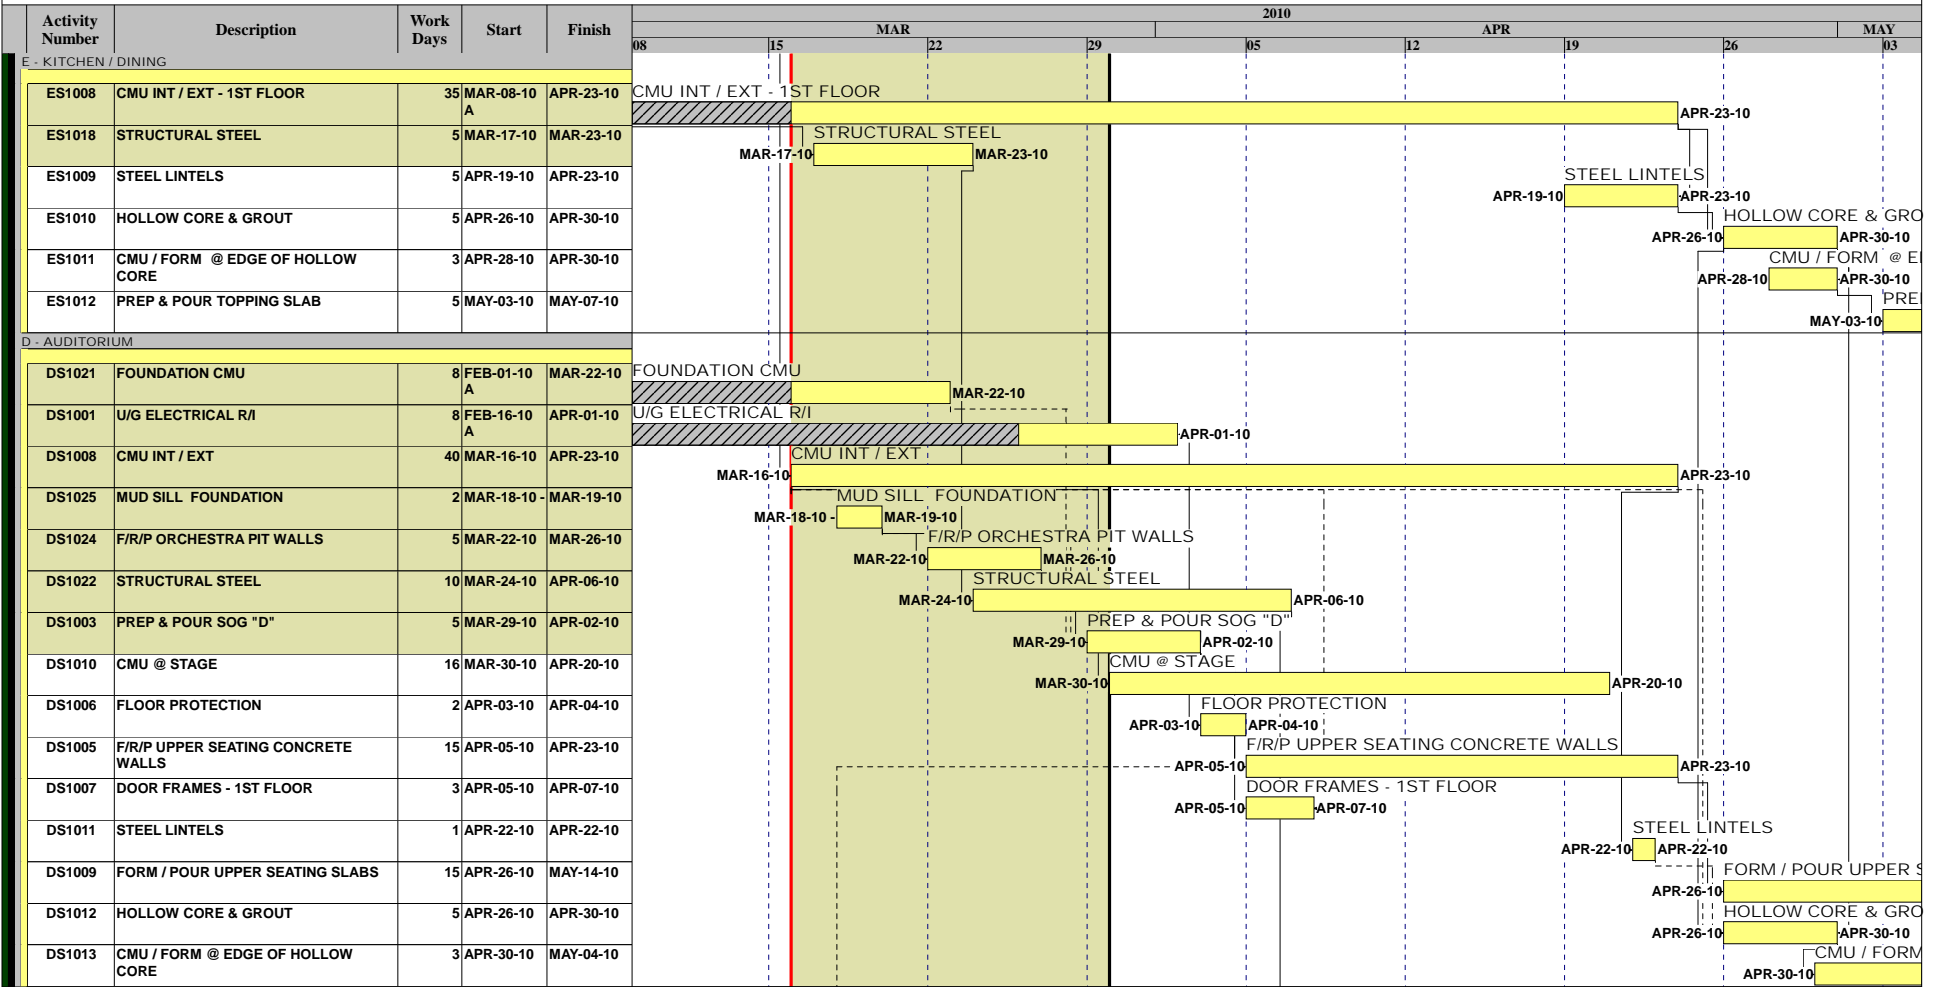 Activity Number Description Work Days Start Finish
2010
MAR APR MAY
08 15 22 29 05 12 19 26 03
E - KITCHEN / DINING
ES1008 CMU INT / EXT - 1ST FLOOR 35 MAR-08-10 A APR-23-10 CMU INT / EXT - 1ST FLOOR
APR-23-10
ES1018 STRUCTURAL STEEL 5 MAR-17-10 MAR-23-10 STRUCTURAL STEEL
MAR-17-10 MAR-23-10
ES1009 STEEL LINTELS 5 APR-19-10 APR-23-10 STEEL LINTELS
APR-19-10 APR-23-10
ES1010 HOLLOW CORE & GROUT 5 APR-26-10 APR-30-10 HOLLOW CORE & GRO
APR-26-10 APR-30-10
ES1011 CMU / FORM @ EDGE OF HOLLOW CORE 3 APR-28-10 APR-30-10 CMU / FORM @ E
APR-28-10 APR-30-10
ES1012 PREP & POUR TOPPING SLAB 5 MAY-03-10 MAY-07-10 PRE
MAY-03-10
D - AUDITORIUM
DS1021 FOUNDATION CMU 8 FEB-01-10 A MAR-22-10 FOUNDATION CMU
MAR-22-10
DS1001 U/G ELECTRICAL R/I 8 FEB-16-10 A APR-01-10 U/G ELECTRICAL R/I
APR-01-10
DS1008 CMU INT / EXT 40 MAR-16-10 APR-23-10 CMU INT / EXT
MAR-16-10 APR-23-10
DS1025 MUD SILL FOUNDATION 2 MAR-18-10 - MAR-19-10 MUD SILL FOUNDATION
MAR-18-10 - MAR-19-10
DS1024 F/R/P ORCHESTRA PIT WALLS 5 MAR-22-10 MAR-26-10 F/R/P ORCHESTRA PIT WALLS
MAR-22-10 MAR-26-10
DS1022 STRUCTURAL STEEL 10 MAR-24-10 APR-06-10 STRUCTURAL STEEL
MAR-24-10 APR-06-10
DS1003 PREP & POUR SOG "D" 5 MAR-29-10 APR-02-10 PREP & POUR SOG "D"
MAR-29-10 APR-02-10
DS1010 CMU @ STAGE 16 MAR-30-10 APR-20-10 CMU @ STAGE
MAR-30-10 APR-20-10
DS1006 FLOOR PROTECTION 2 APR-03-10 APR-04-10 FLOOR PROTECTION
APR-03-10 APR-04-10
DS1005 F/R/P UPPER SEATING CONCRETE WALLS 15 APR-05-10 APR-23-10 F/R/P UPPER SEATING CONCRETE WALLS
APR-05-10 APR-23-10
DS1007 DOOR FRAMES - 1ST FLOOR 3 APR-05-10 APR-07-10 DOOR FRAMES - 1ST FLOOR
APR-05-10 APR-07-10
DS1011 STEEL LINTELS 1 APR-22-10 APR-22-10 STEEL LINTELS
APR-22-10 APR-22-10
DS1009 FORM / POUR UPPER SEATING SLABS 15 APR-26-10 MAY-14-10 FORM / POUR UPPER S
APR-26-10
DS1012 HOLLOW CORE & GROUT 5 APR-26-10 APR-30-10 HOLLOW CORE & GRO
APR-26-10 APR-30-10
DS1013 CMU / FORM @ EDGE OF HOLLOW CORE 3 APR-30-10 MAY-04-10 CMU / FORM
APR-30-10